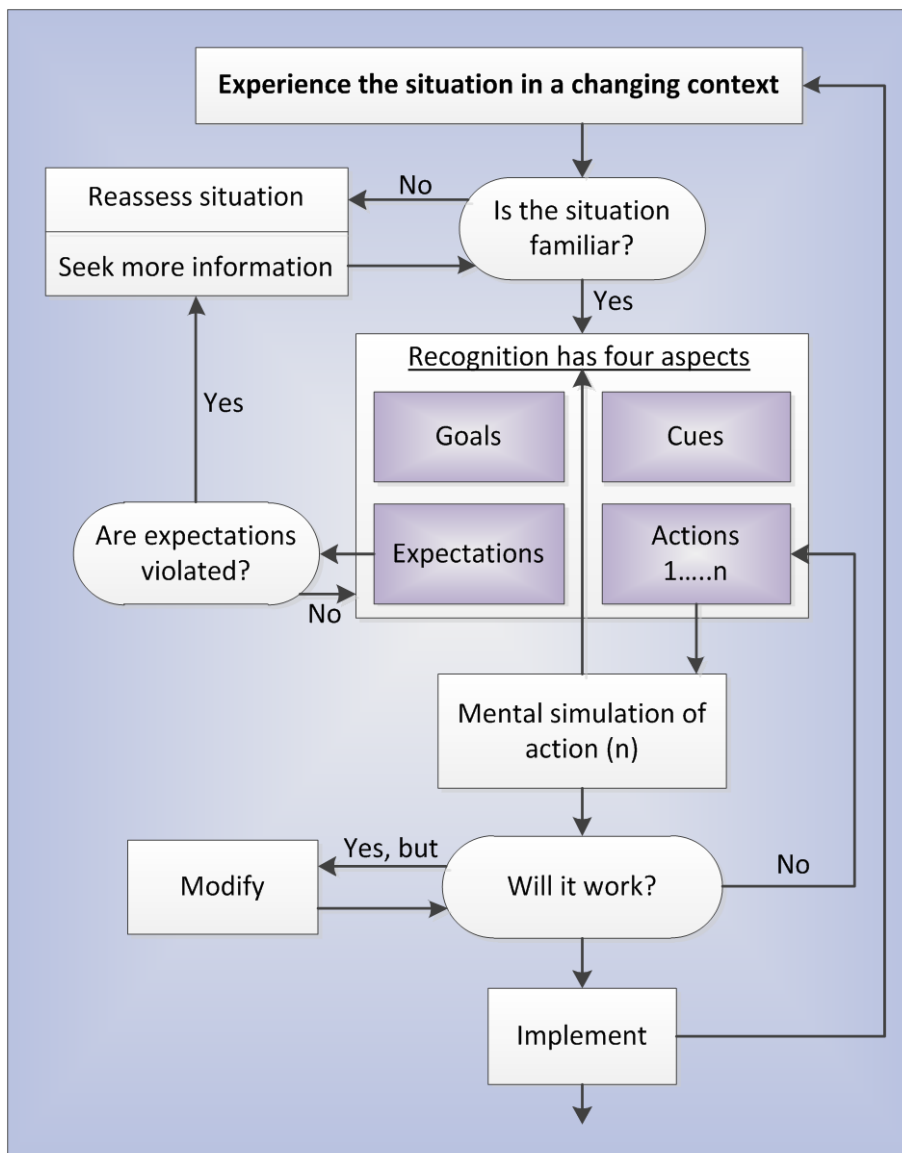 Experience the situation in a changing context
No
Reassess situation
Is the situation
familiar?
Seek more information
Yes
Recognition has four aspects
Yes
Goals
Cues
Are expectations
violated?
Expectations
Actions
1.....n
No
Mental simulation of
action (n)
Yes, but
No
Modify
Will it work?
Implement